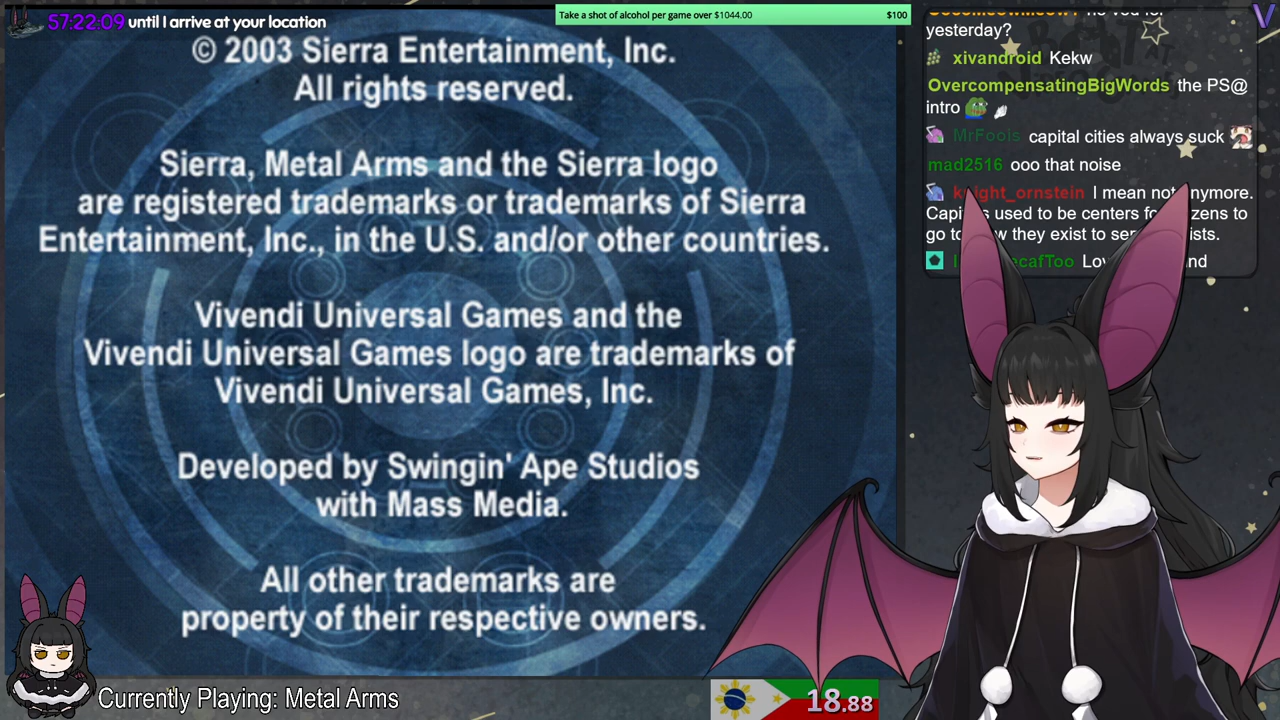 57:22:09 until I arrive at your location
Take a shot of alcohol per game over $1044.00 $100
© 2003 Sierra Entertainment, Inc.
All rights reserved.
Sierra, Metal Arms and the Sierra logo
are registered trademarks or trademarks of Sierra
Entertainment, Inc., in the U.S. and/or other countries.
Vivendi Universal Games and the
Vivendi Universal Games logo are trademarks of
Vivendi Universal Games, Inc.
Developed by Swingin' Ape Studios
with Mass Media.
All other trademarks are
property of their respective owners.
yesterday?
xivandroid Kekw
OvercompensatingBigWords the PS@
intro
MrFools capital cities always suck
mad2516 ooo that noise
knight_ornstein I mean not anymore.
used to be centers for
go to they exist to
Currently Playing: Metal Arms
18.88